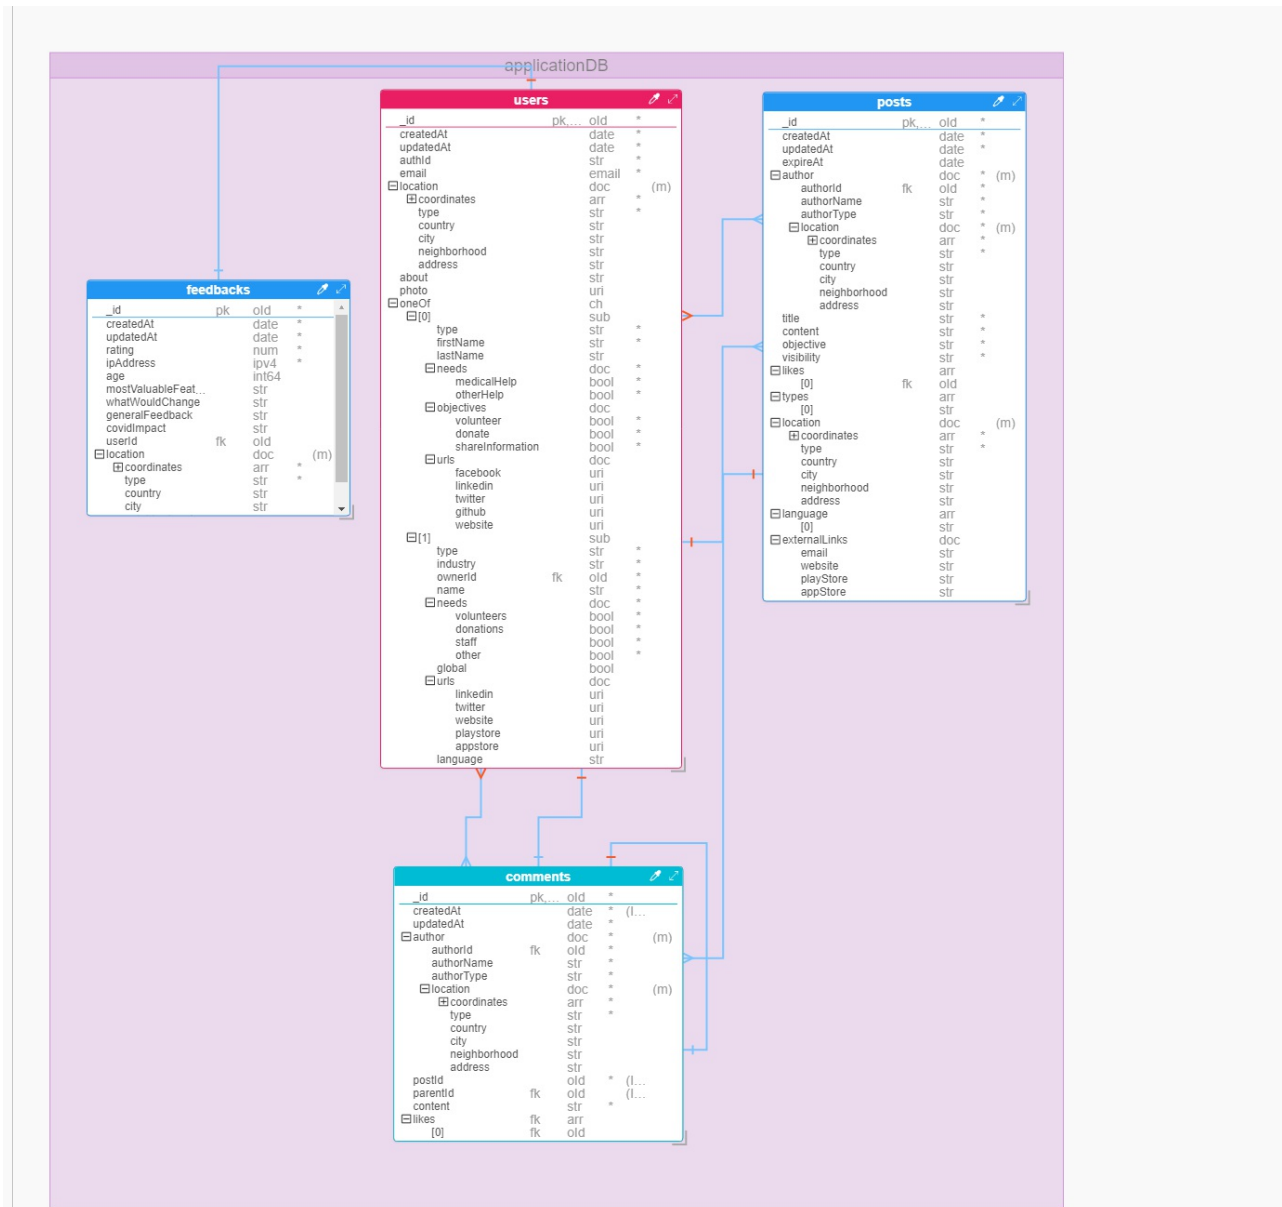 applicationDB
users
_id pk,... oId *
createdAt date *
updatedAt date *
authId str *
email email *
location doc (m)
coordinates arr *
type str *
country str
city str
neighborhood str
address str
about str
photo uri
oneOf ch
[0] sub
type str *
firstName str *
lastName str
needs doc *
medicalHelp bool *
otherHelp bool *
objectives doc
volunteer bool *
donate bool *
shareInformation bool *
urls doc
facebook uri
linkedin uri
twitter uri
github uri
website uri
[1] sub
type str *
industry str *
ownerId fk oId *
name str *
needs doc *
volunteers bool *
donations bool *
staff bool *
other bool *
global bool
urls doc
linkedin uri
twitter uri
website uri
playstore uri
appstore uri
language str
posts
_id pk,... oId *
createdAt date *
updatedAt date *
expireAt date
author doc * (m)
authorId fk oId *
authorName str *
authorType str *
location doc * (m)
coordinates arr *
type str *
country str
city str
neighborhood str
address str
title str *
content str *
objective str *
visibility str *
likes arr
[0] fk oId
types arr
[0] str
location doc (m)
coordinates arr *
type str *
country str
city str
neighborhood str
address str
language arr
[0] str
externalLinks doc
email str
website str
playStore str
appStore str
feedbacks
_id pk oId *
createdAt date *
updatedAt date *
rating num *
ipAddress ipv4 *
age int64
mostValuableFeat... str
whatWouldChange str
generalFeedback str
covidImpact str
userId fk oId
location doc (m)
coordinates arr *
type str *
country str
city str
comments
_id pk,... oId *
createdAt date * (I...
updatedAt date *
author doc * (m)
authorId fk oId *
authorName str *
authorType str *
location doc * (m)
coordinates arr *
type str *
country str
city str
neighborhood str
address str
postId oId * (I...
parentId fk oId (I...
content str *
likes fk arr
[0] fk oId